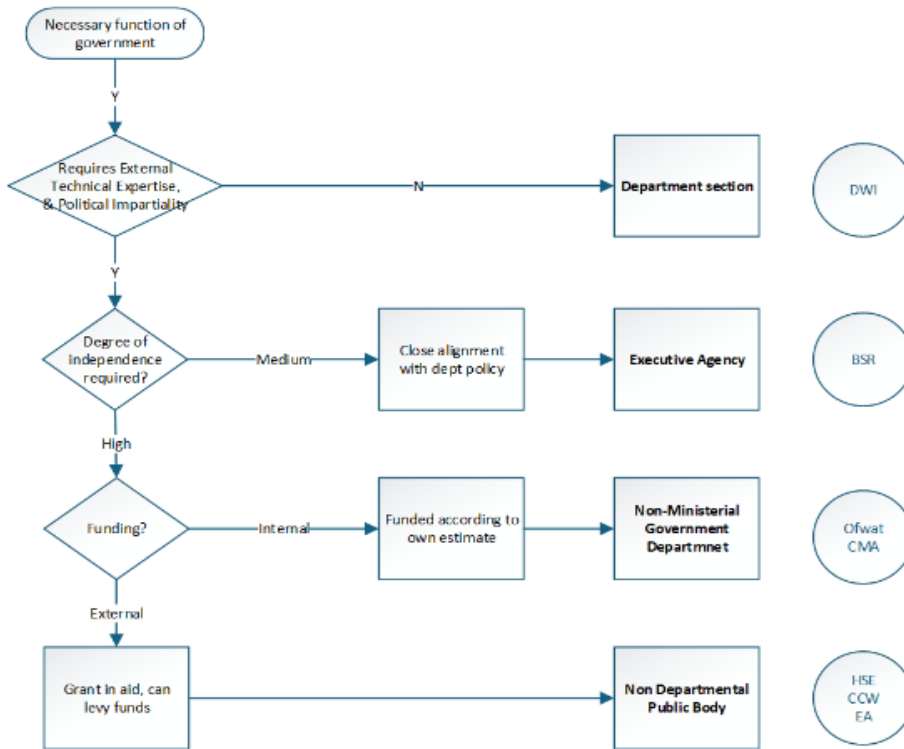 Necessary function of
government
Y
Requires External
Technical Expertise,
& Political Impartiality
N
Department section
DWI
Y
Degree of
independence
required?
Medium
Close alignment
with dept policy
Executive Agency
BSR
High
Funding?
Internal
Funded according to
own estimate
Non-Ministerial
Government
Departmnet
Ofwat
CMA
External
Grant in aid, can
levy funds
Non Departmental
Public Body
HSE
CCW
EA